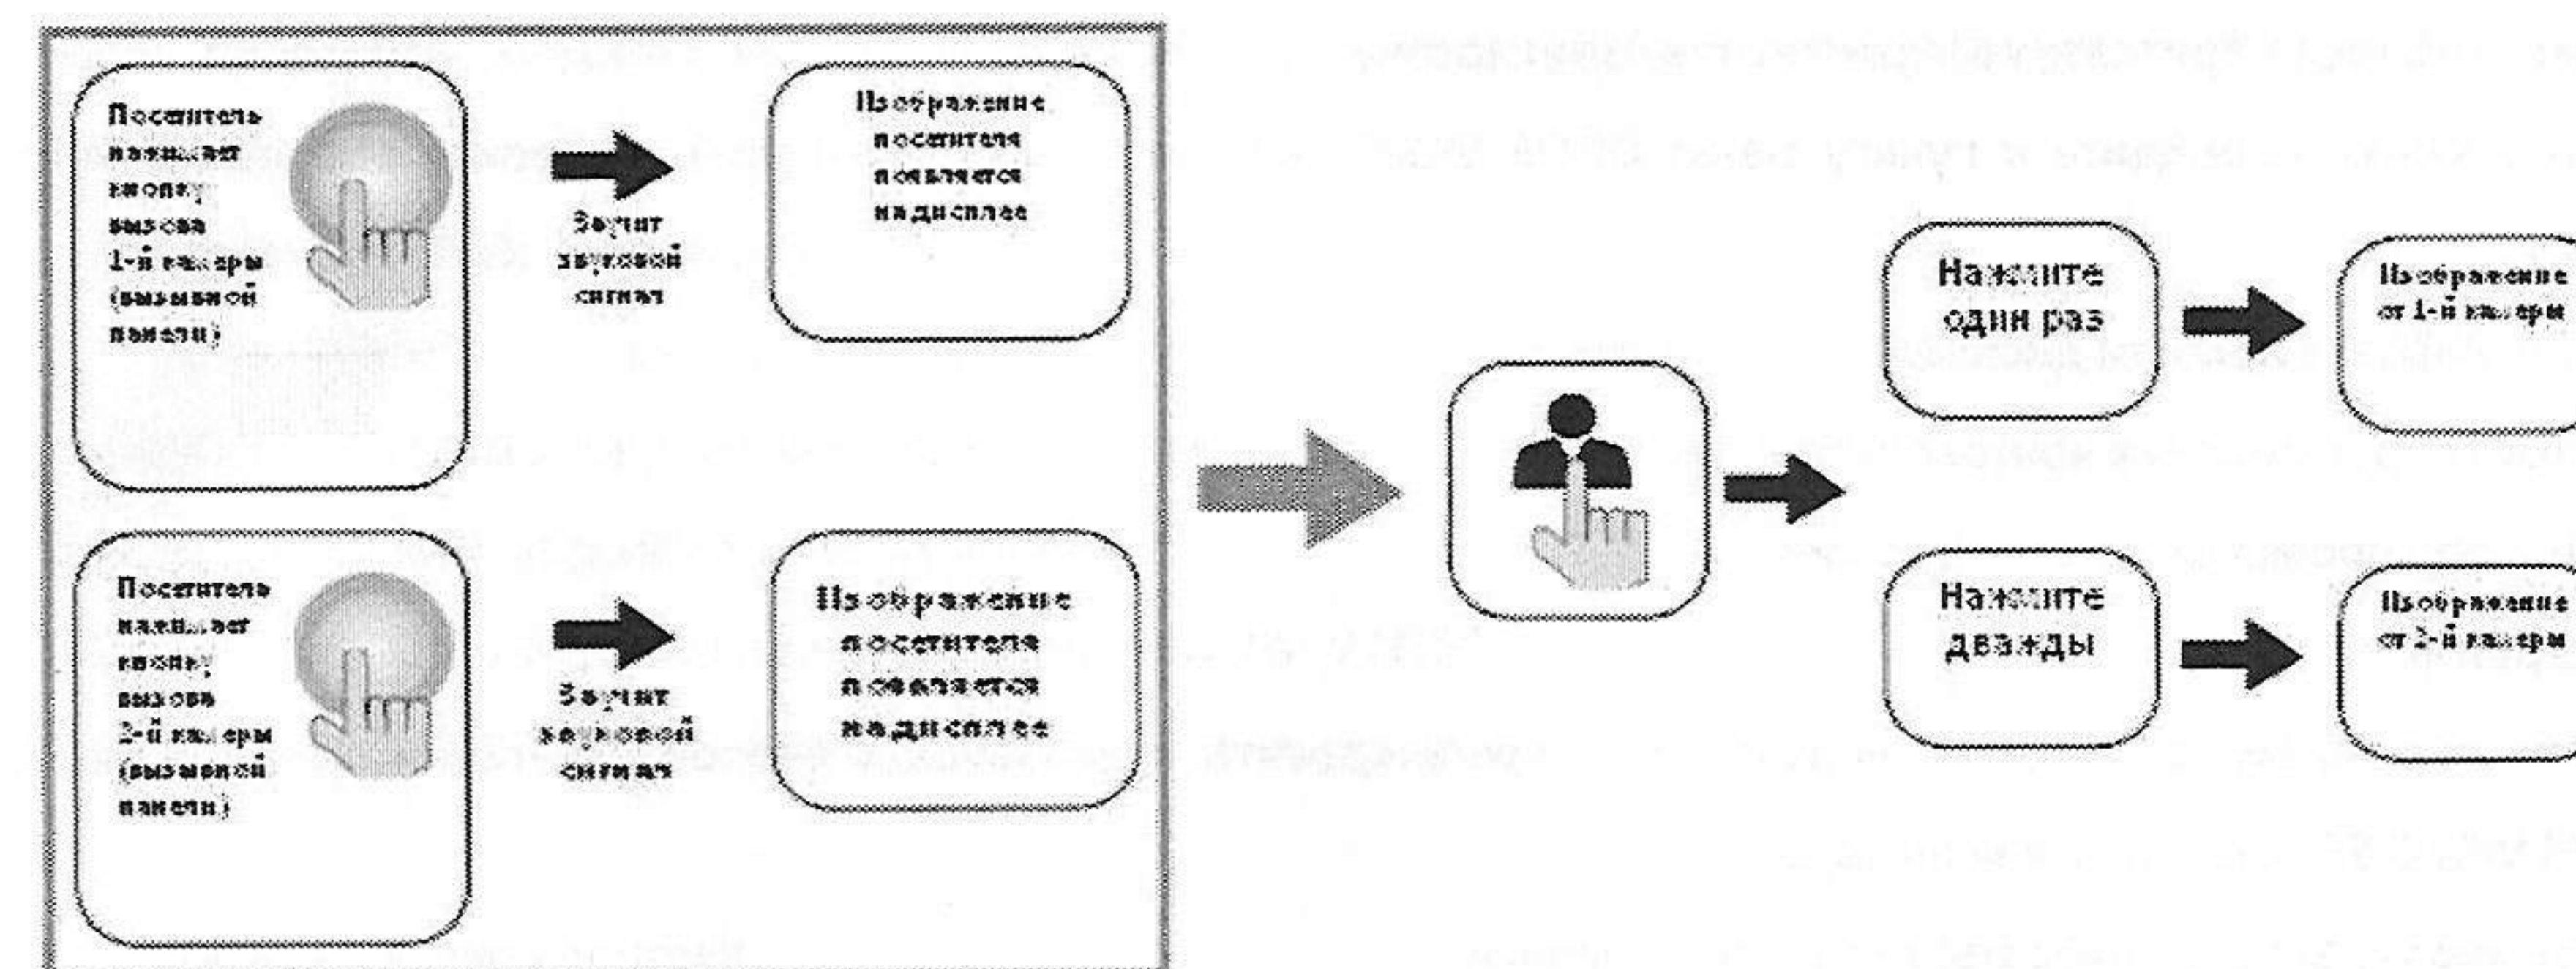 Посетитель
нажимает
кнопку
вызова
1-й камеры
(вызывной
панели)
Звучит
звуковой
сигнал
Изображение
посетителя
появляется
на дисплее
Посетитель
нажимает
кнопку
вызова
2-й камеры
(вызывной
панели)
Звучит
звуковой
сигнал
Изображение
посетителя
появляется
на дисплее
Нажмите
один раз
Изображение
от 1-й камеры
Нажмите
дважды
Изображение
от 2-й камеры